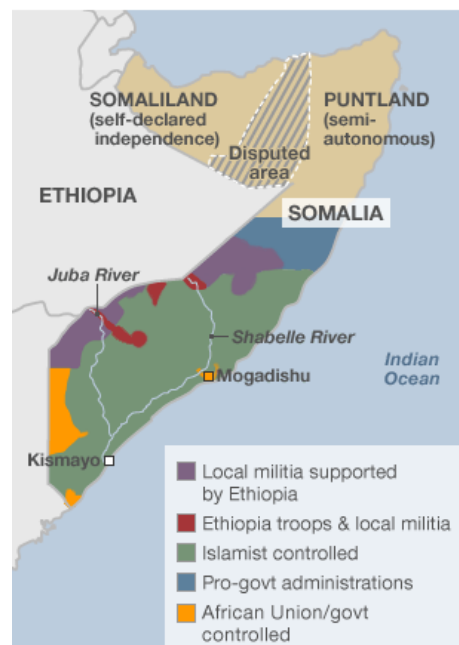 SOMALILAND
(self-declared
independence)
PUNTLAND
(semi-
autonomous)
Disputed
area
ETHIOPIA
SOMALIA
Juba River
Shabelle River
Indian
Ocean
Mogadishu
Kismayo
Local militia supported
by Ethiopia
Ethiopia troops & local militia
Islamist controlled
Pro-govt administrations
African Union/govt
controlled